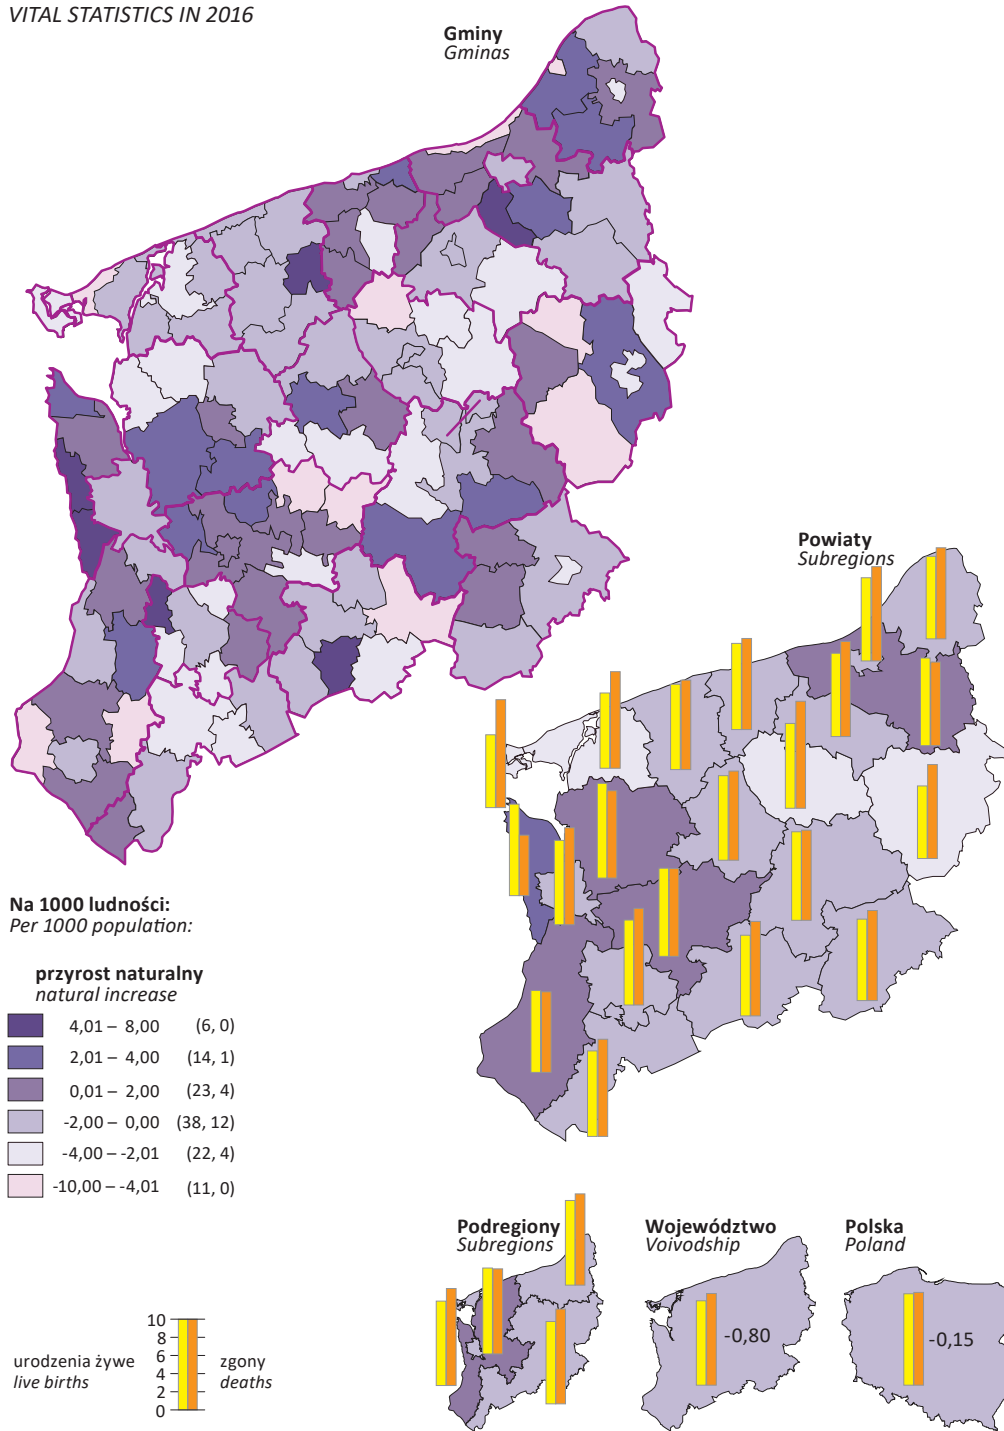 VITAL STATISTICS IN 2016
Gminy
Gminas
Powiaty
Subregions
Na 1000 ludności:
Per 1000 population:
przyrost naturalny
natural increase
4,01 – 8,00 (6, 0)
2,01 – 4,00 (14, 1)
0,01 – 2,00 (23, 4)
-2,00 – 0,00 (38, 12)
-4,00 – -2,01 (22, 4)
-10,00 – -4,01 (11, 0)
Podregiony
Subregions
Województwo
Voivodship
-0,80
Polska
Poland
-0,15
urodzenia żywe
live births
10
8
6
4
2
0
zgony
deaths